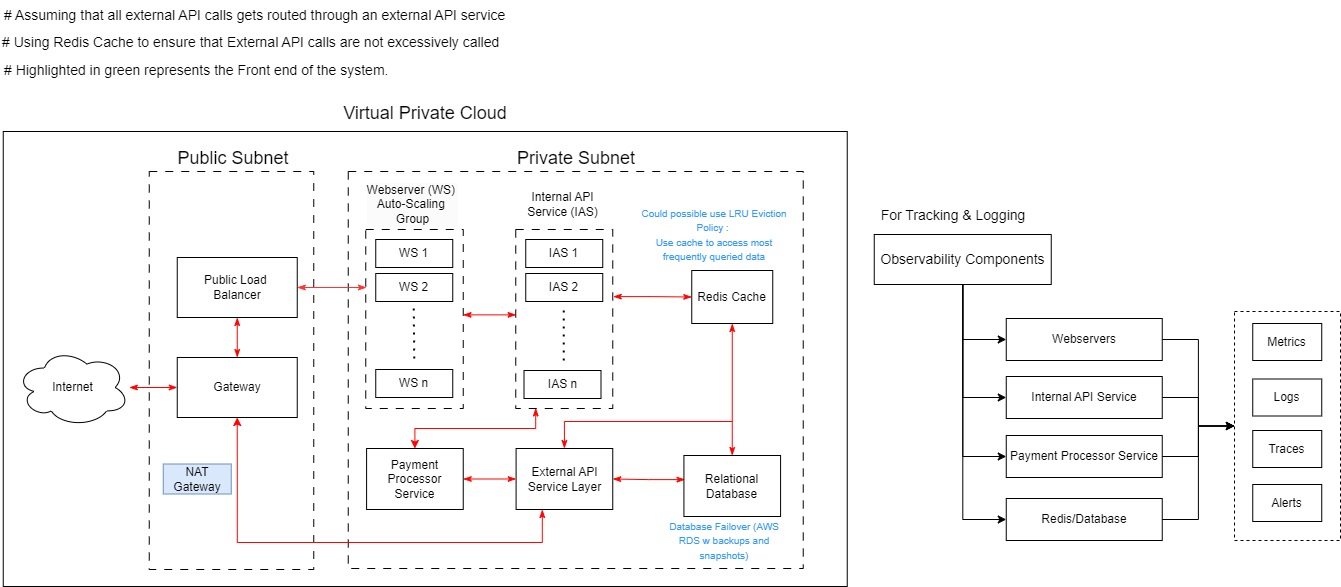 # Assuming that all external API calls gets routed through an external API service
# Using Redis Cache to ensure that External API calls are not excessively called
# Highlighted in green represents the Front end of the system.
Virtual Private Cloud
Public Subnet
Private Subnet
Webserver (WS)
Auto-Scaling
Group
Internal API
Service (IAS)
Could possible use LRU Eviction
Policy :
Use cache to access most
frequently queried data
WS 1
WS 2
WS n
IAS 1
IAS 2
IAS n
Redis Cache
Public Load
Balancer
Internet
Gateway
NAT
Gateway
Payment
Processor
Service
External API
Service Layer
Relational
Database
Database Failover (AWS
RDS w backups and
snapshots)
For Tracking & Logging
Observability Components
Webservers
Internal API Service
Payment Processor Service
Redis/Database
Metrics
Logs
Traces
Alerts